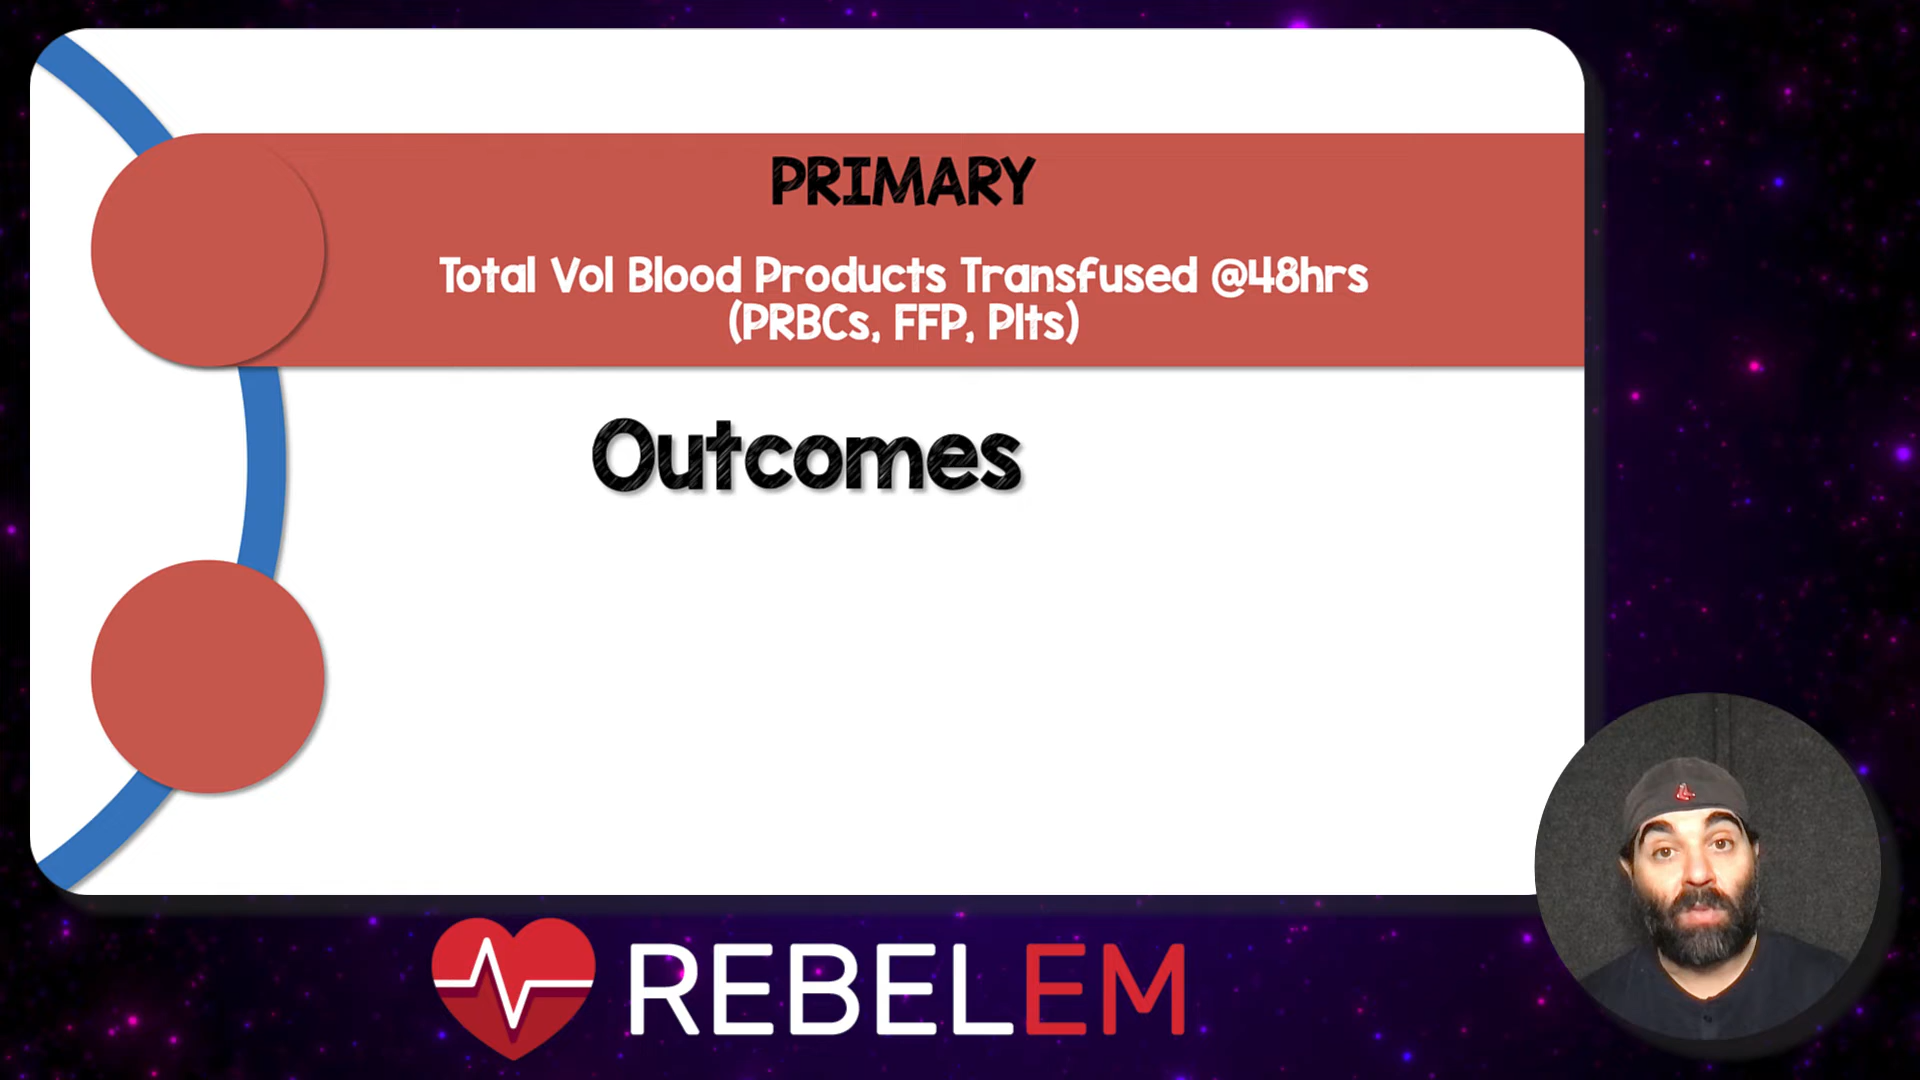 PRIMARY
Total Vol Blood Products Transfused @48hrs
(PRBCs, FFP, Plts)
Outcomes
REBELEM